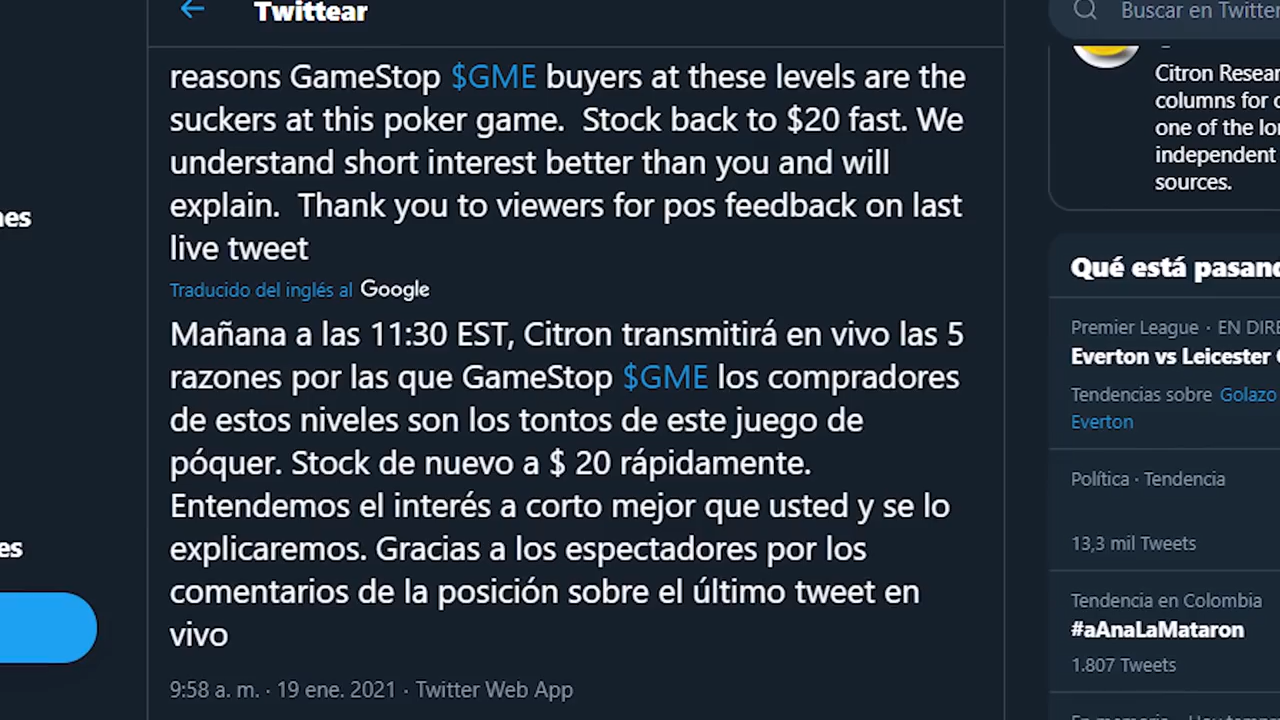 Twittear
reasons GameStop $GME buyers at these levels are the
suckers at this poker game.  Stock back to $20 fast. We
understand short interest better than you and will
explain.  Thank you to viewers for pos feedback on last
live tweet
Traducido del inglés al Google
Mañana a las 11:30 EST, Citron transmitirá en vivo las 5
razones por las que GameStop $GME los compradores
de estos niveles son los tontos de este juego de
póquer. Stock de nuevo a $ 20 rápidamente.
Entendemos el interés a corto mejor que usted y se lo
explicaremos. Gracias a los espectadores por los
comentarios de la posición sobre el último tweet en
vivo
9:58 a. m. · 19 ene. 2021 · Twitter Web App
Buscar en Twitter
Citron Resear
columns for
one of the lo
independent
sources.
Qué está pasand
Premier League · EN DIRE
Everton vs Leicester
Tendencias sobre Golazo
Everton
Política · Tendencia
13,3 mil Tweets
Tendencia en Colombia
#aAnaLaMataron
1.807 Tweets